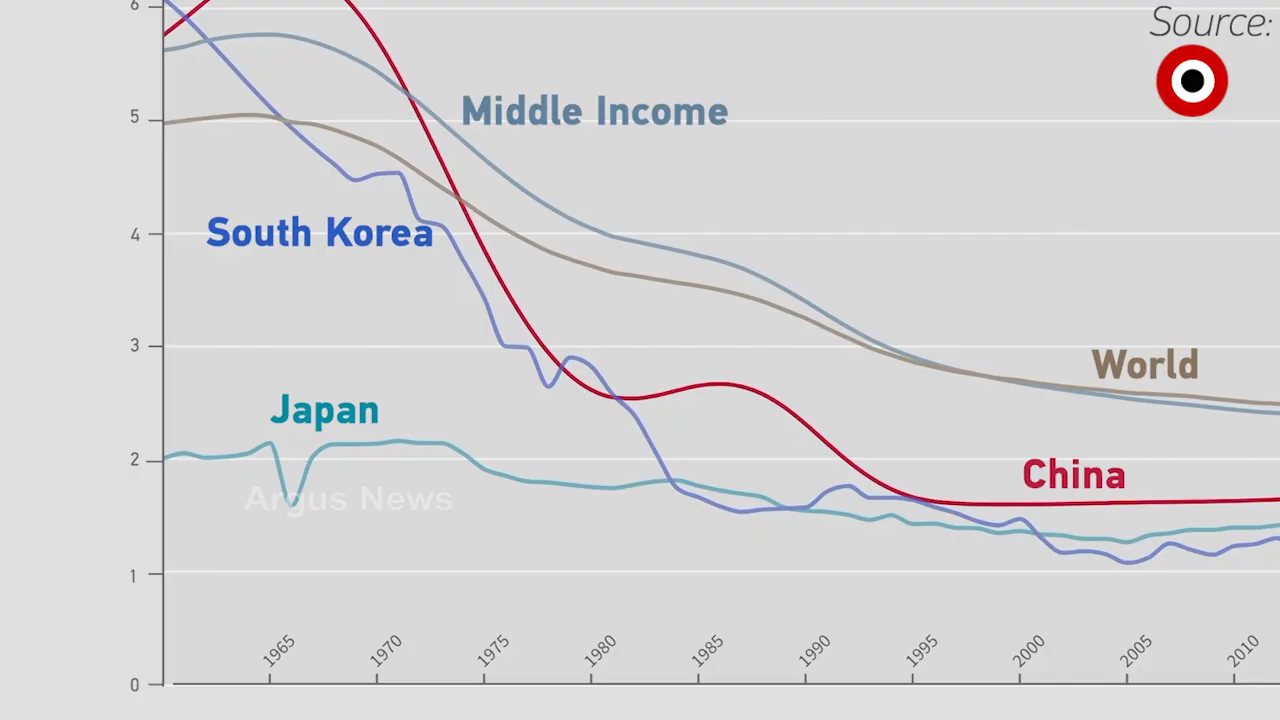 Source:
6
5
4
3
2
1
0
Middle Income
South Korea
World
Japan
China
Argus News
1965
1970
1975
1980
1985
1990
1995
2000
2005
2010